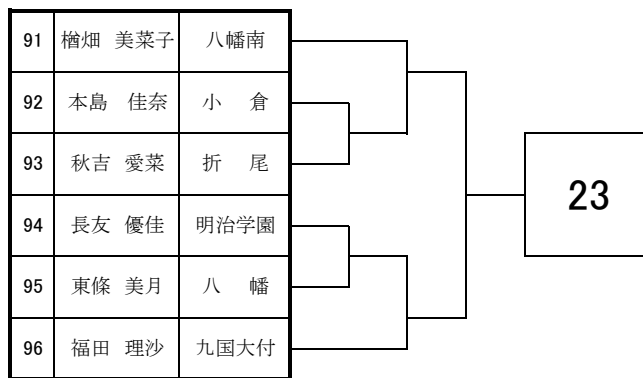 91 楢畑 美菜子 八幡南
92 本島 佳奈 小 倉
93 秋吉 愛菜 折 尾
94 長友 優佳 明治学園
95 東條 美月 八 幡
96 福田 理沙 九国大付
23